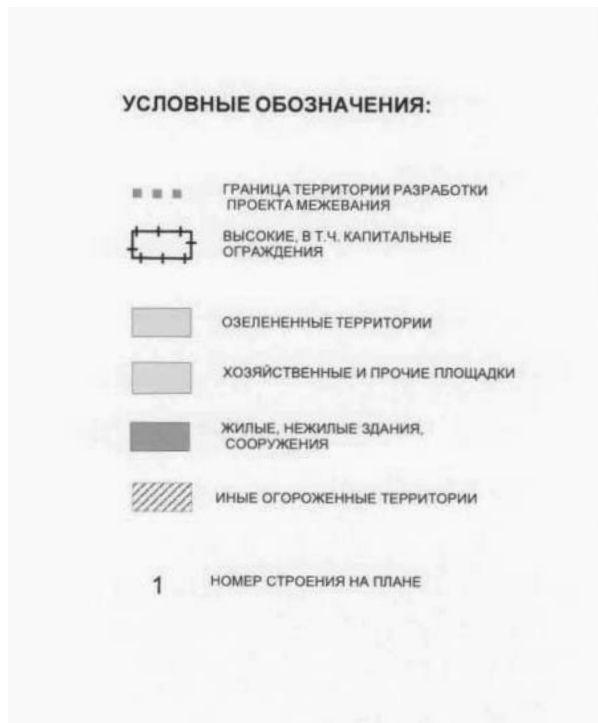 УСЛОВНЫЕ ОБОЗНАЧЕНИЯ:
ГРАНИЦА ТЕРРИТОРИИ РАЗРАБОТКИ
ПРОЕКТА МЕЖЕВАНИЯ
ВЫСОКИЕ, В Т.Ч. КАПИТАЛЬНЫЕ
ОГРАЖДЕНИЯ
ОЗЕЛЕНЕННЫЕ ТЕРРИТОРИИ
ХОЗЯЙСТВЕННЫЕ И ПРОЧИЕ ПЛОЩАДКИ
ЖИЛЫЕ, НЕЖИЛЫЕ ЗДАНИЯ,
СООРУЖЕНИЯ
ИНЫЕ ОГОРОЖЕННЫЕ ТЕРРИТОРИИ
1 НОМЕР СТРОЕНИЯ НА ПЛАНЕ